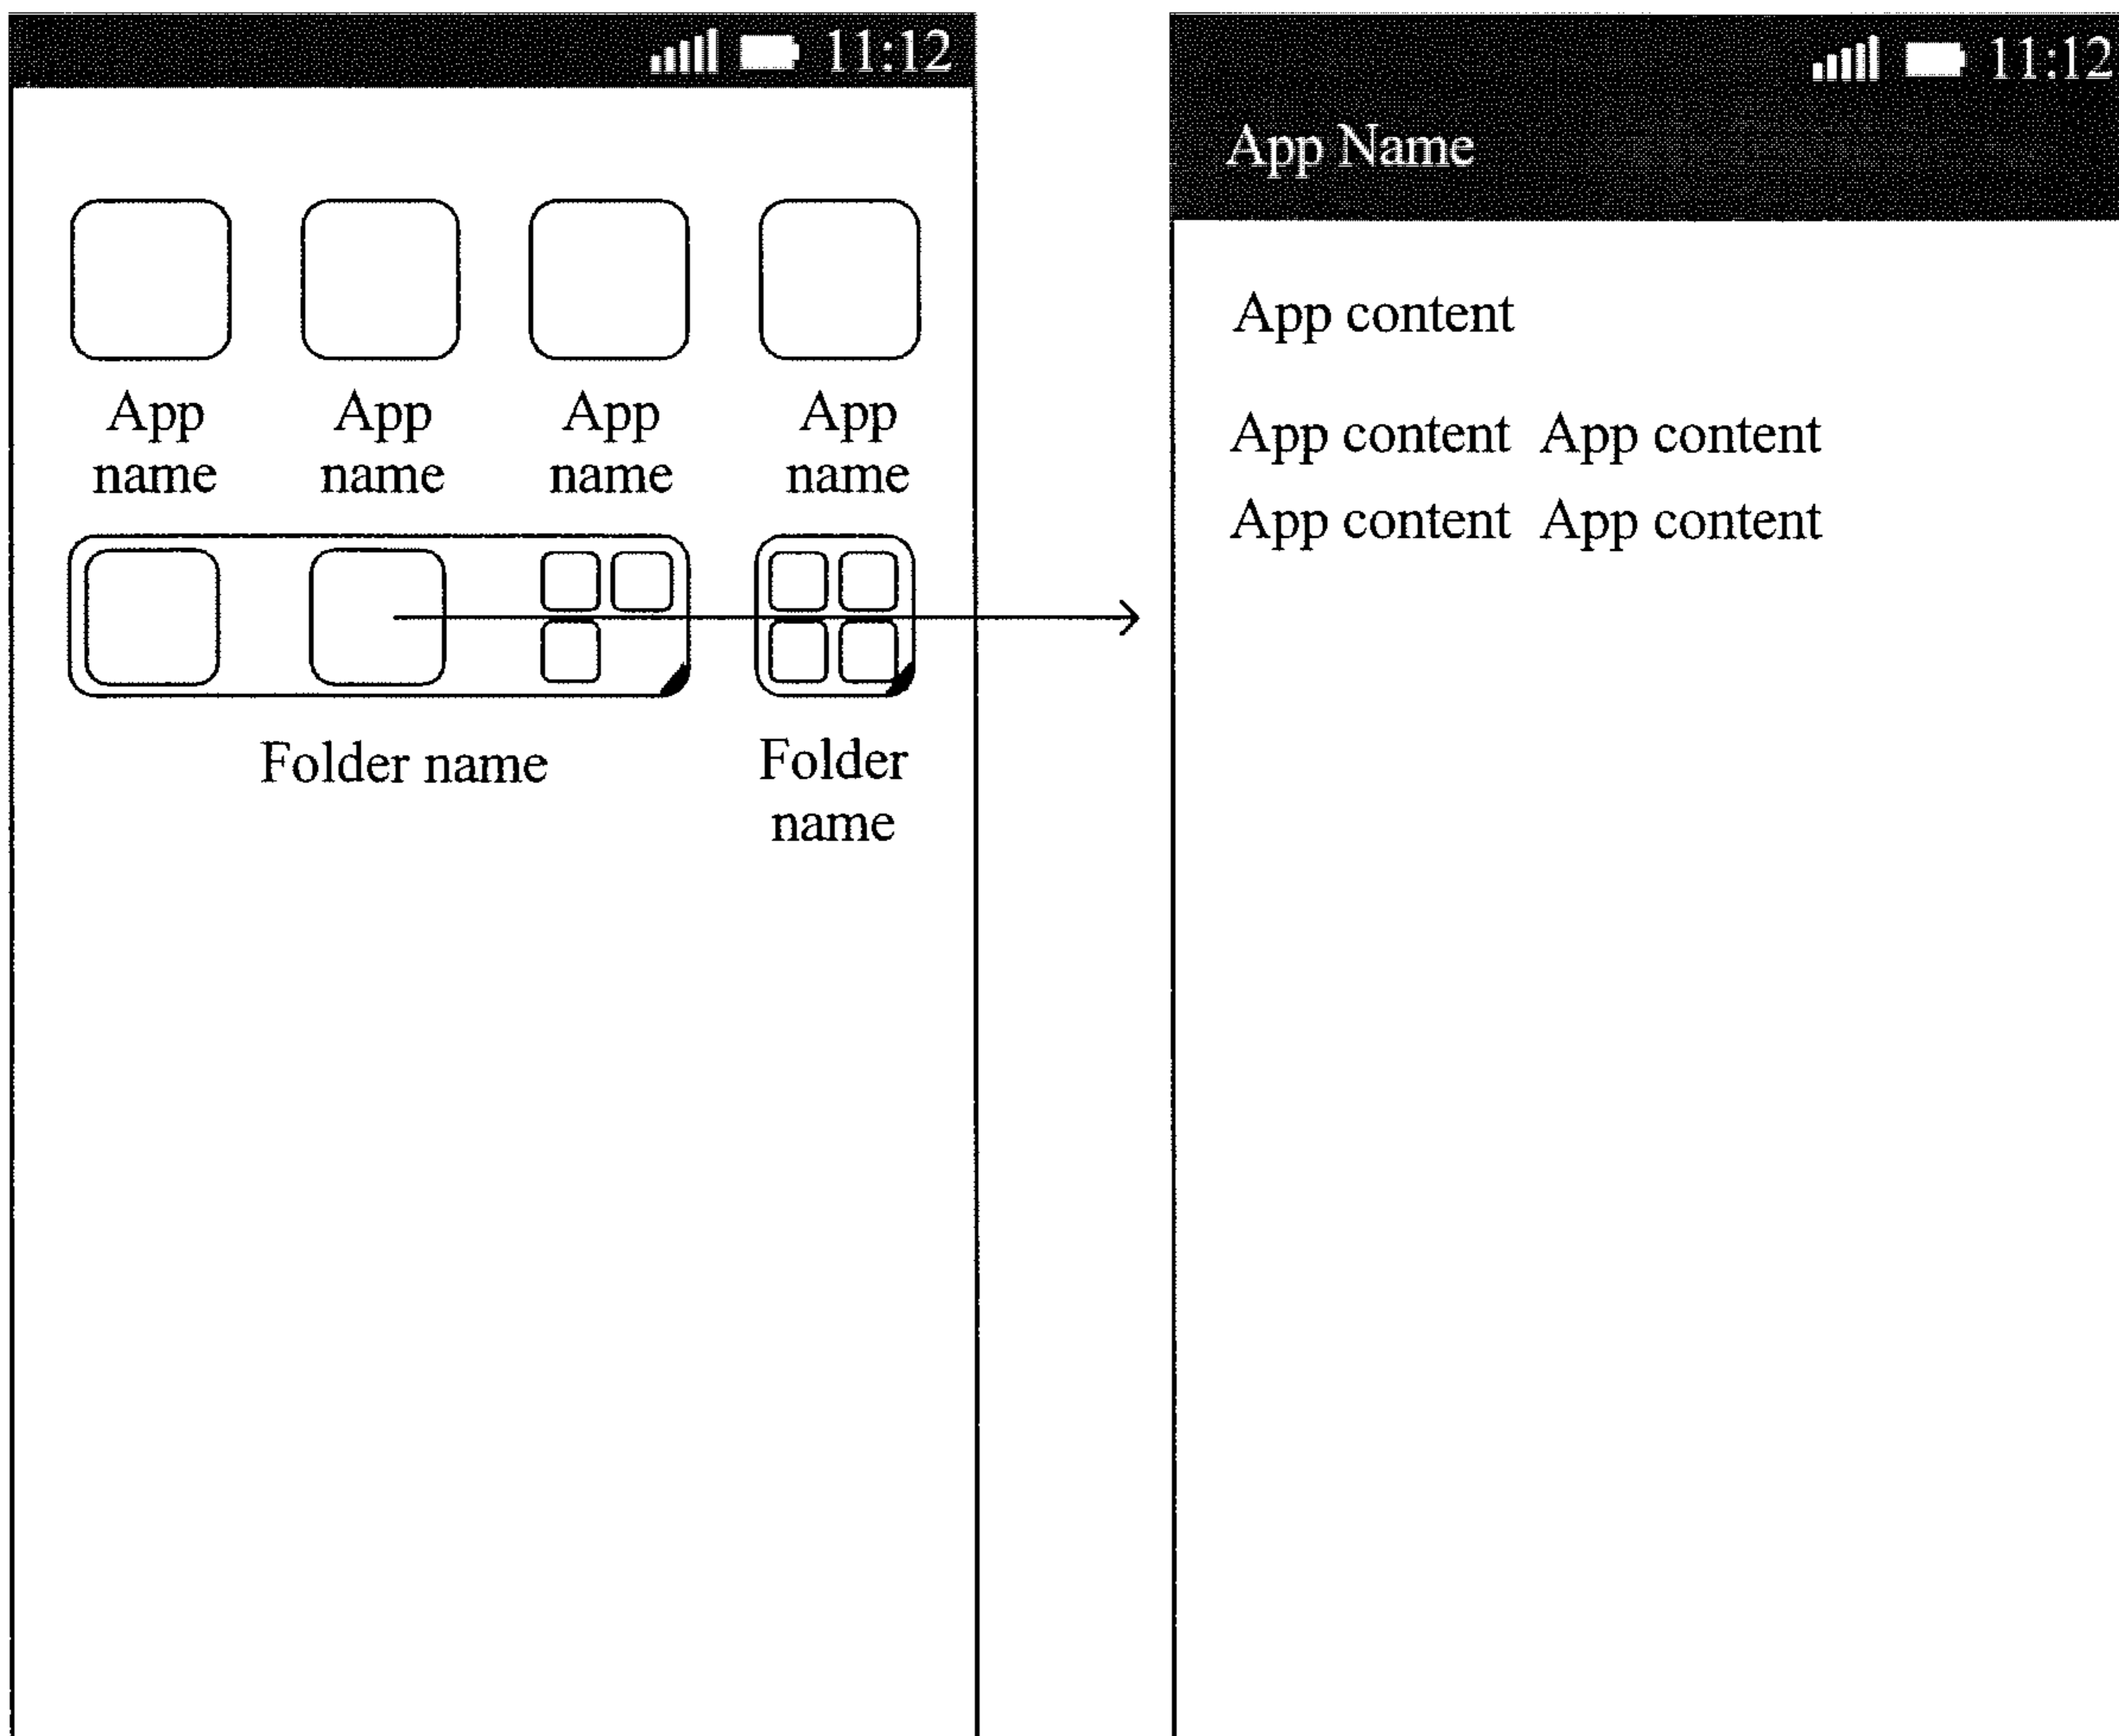 11:12
App App App App
name name name name
Folder name Folder
name
11:12
App Name
App content
App content App content
App content App content